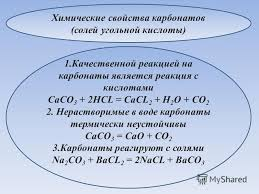 Химические свойства карбонатов
(солей угольной кислоты)
1.Качественной реакцией на
карбонаты является реакция с
кислотами
CaCO3 + 2HCL = CaCL2 + H2O + CO2
2. Нерастворимые в воде карбонаты
термически неустойчивы
CaCO3 = CaO + CO2
3.Карбонаты реагируют с солями
Na2CO3 + BaCL2 = 2NaCL + BaCO3
MyShared